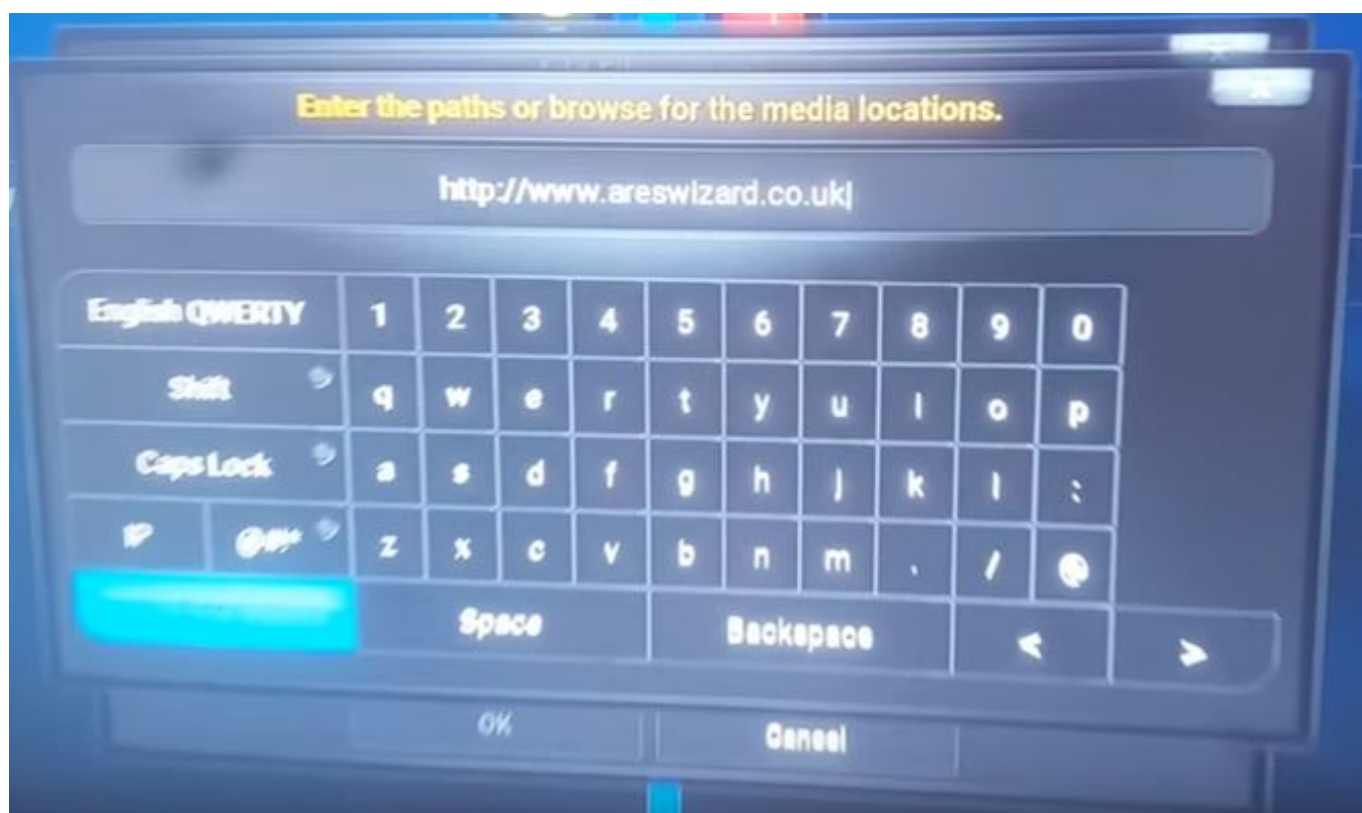 Enter the paths or browse for the media locations.
http://www.areswizard.co.uk
English QWERTY 1 2 3 4 5 6 7 8 9 0
Shift q w e r t y u i o p
Caps Lock a s d f g h j k l :
IP @#* z x c v b n m . / @
Space Backspace < >
OK Cancel